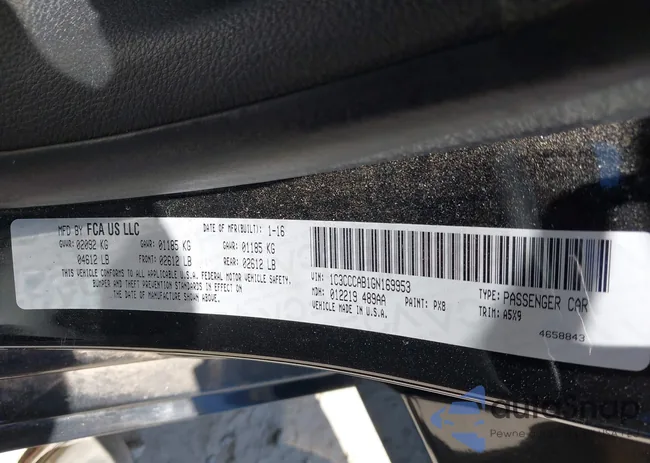 MFD BY FCA US LLC DATE OF MFR(BUILT): 1-16
GVWR: 02092 KG GAWR: 01185 KG GAWR: 01185 KG
04612 LB FRONT: 02612 LB REAR: 02612 LB
THIS VEHICLE CONFORMS TO ALL APPLICABLE U.S.A. FEDERAL MOTOR VEHICLE SAFETY,
BUMPER AND THEFT PREVENTION STANDARDS IN EFFECT ON
THE DATE OF MANUFACTURE SHOWN ABOVE.
VIN: 1C3CCCAB1GN169953 TYPE: PASSENGER CAR
MDH: 012219 489AA PAINT: PX8 TRIM: A5X9
VEHICLE MADE IN U.S.A.
4658843
autoSnap